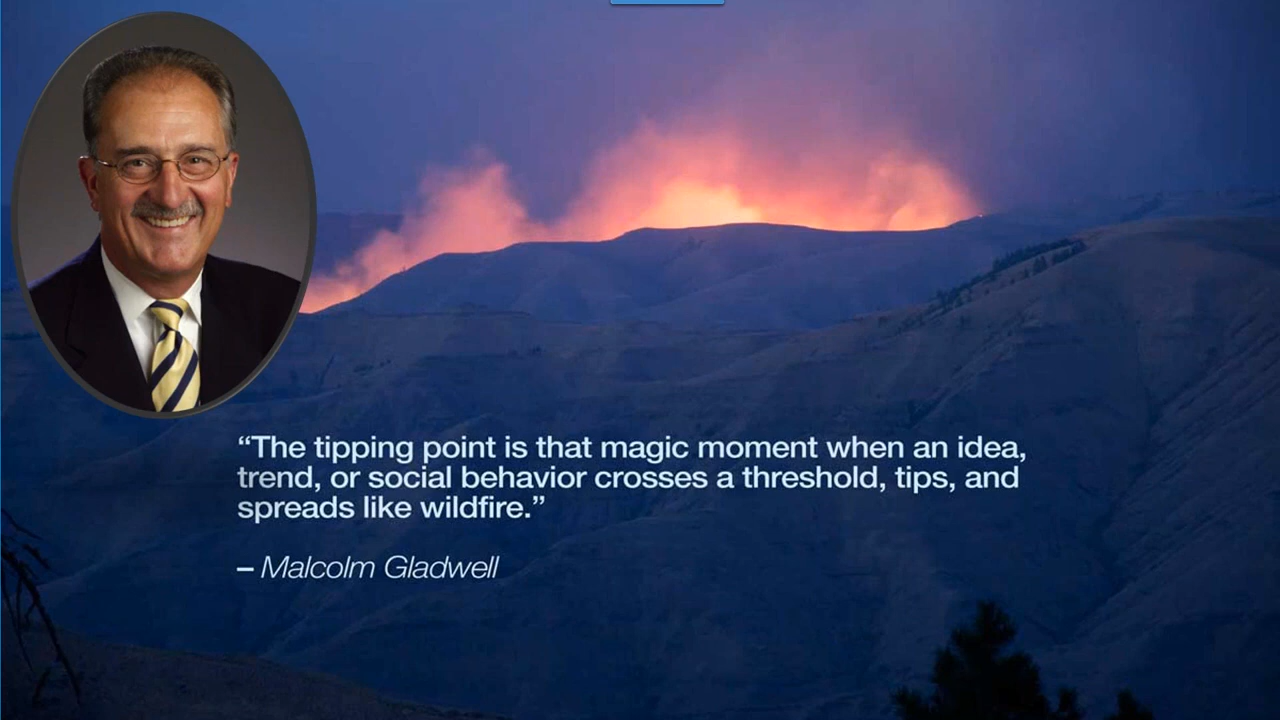 “The tipping point is that magic moment when an idea,
trend, or social behavior crosses a threshold, tips, and
spreads like wildfire.”
– Malcolm Gladwell